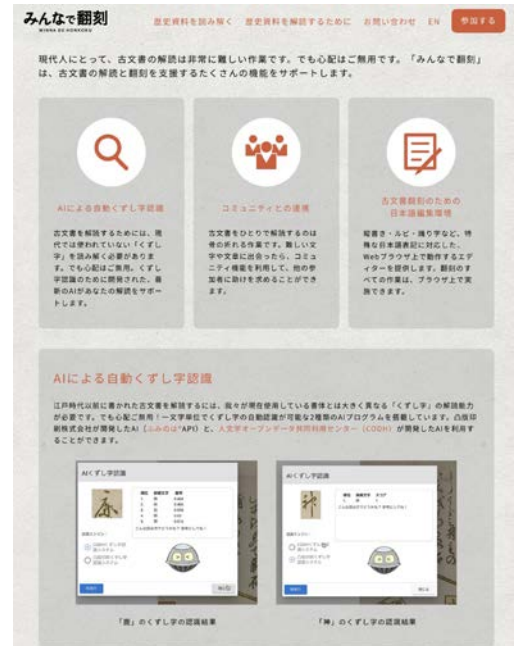 みんなで翻刻
MINNA DE HONKOKU
歴史資料を読み解く 歴史資料を解読するために お問い合わせ EN 参加する
現代人にとって、古文書の解読は非常に難しい作業です。でも心配はご無用です。「みんなで翻刻」
は、古文書の解読と翻刻を支援するたくさんの機能をサポートします。
AIによる自動くずし字認識
古文書を解読するためには、現
代では使われていない「くずし
字」を読み解く必要がありま
す。でも心配はご無用。くずし
字認識のために開発された、最
新のAIがあなたの解読をサポー
トします。
コミュニティとの連携
古文書をひとりで解読するのは
骨の折れる作業です。難しい文
字や文章に出会ったら、コミュ
ニティ機能を利用して、他の参
加者に助けを求めることができ
ます。
古文書翻刻のための
日本語編集環境
縦書き・ルビ・踊り字など、特
殊な日本語表記に対応した、
Webブラウザ上で動作するエデ
ィターを提供します。翻刻のす
べての作業は、ブラウザ上で実
施できます。
AIによる自動くずし字認識
江戸時代以前に書かれた古文書を解読するには、我々が現在使用している書体とは大きく異なる「くずし字」の解読能力
が必要です。でも心配ご無用！一文字単位でくずし字の自動認識が可能な2種類のAIプログラムを搭載しています。凸版印
刷株式会社が開発したAI（ふみのは®API）と、人文学オープンデータ共同利用センター（CODH）が開発したAIを利用す
ることができます。
AIくずし字認識
AIくずし字認識
「鹿」のくずし字の認識結果
「神」のくずし字の認識結果